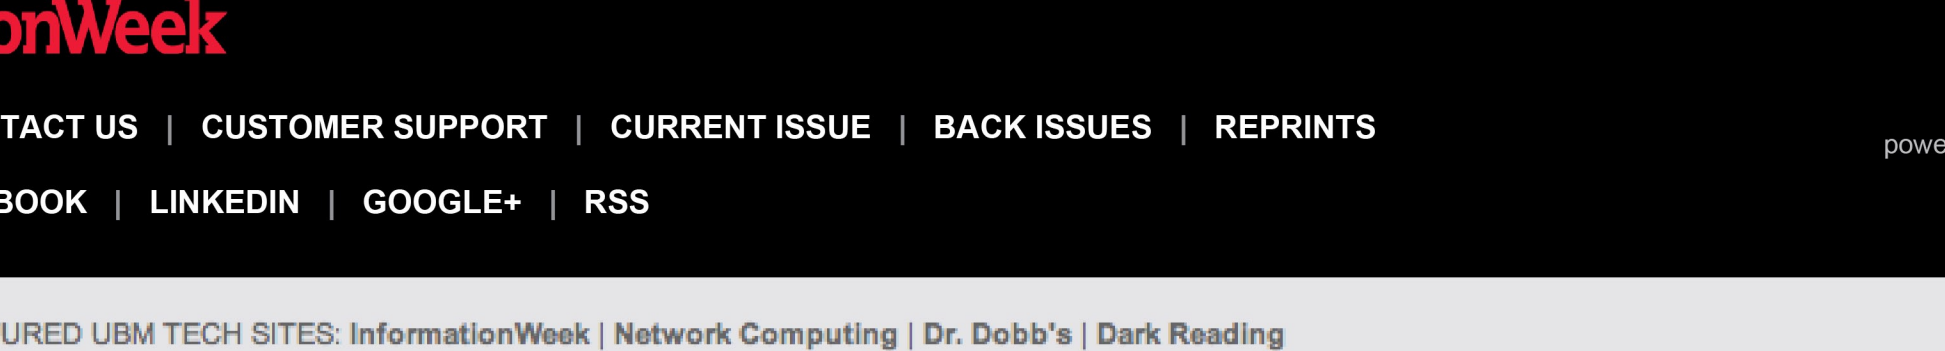 onWeek
TACT US | CUSTOMER SUPPORT | CURRENT ISSUE | BACK ISSUES | REPRINTS
powe
BOOK | LINKEDIN | GOOGLE+ | RSS
URED UBM TECH SITES: InformationWeek | Network Computing | Dr. Dobb's | Dark Reading